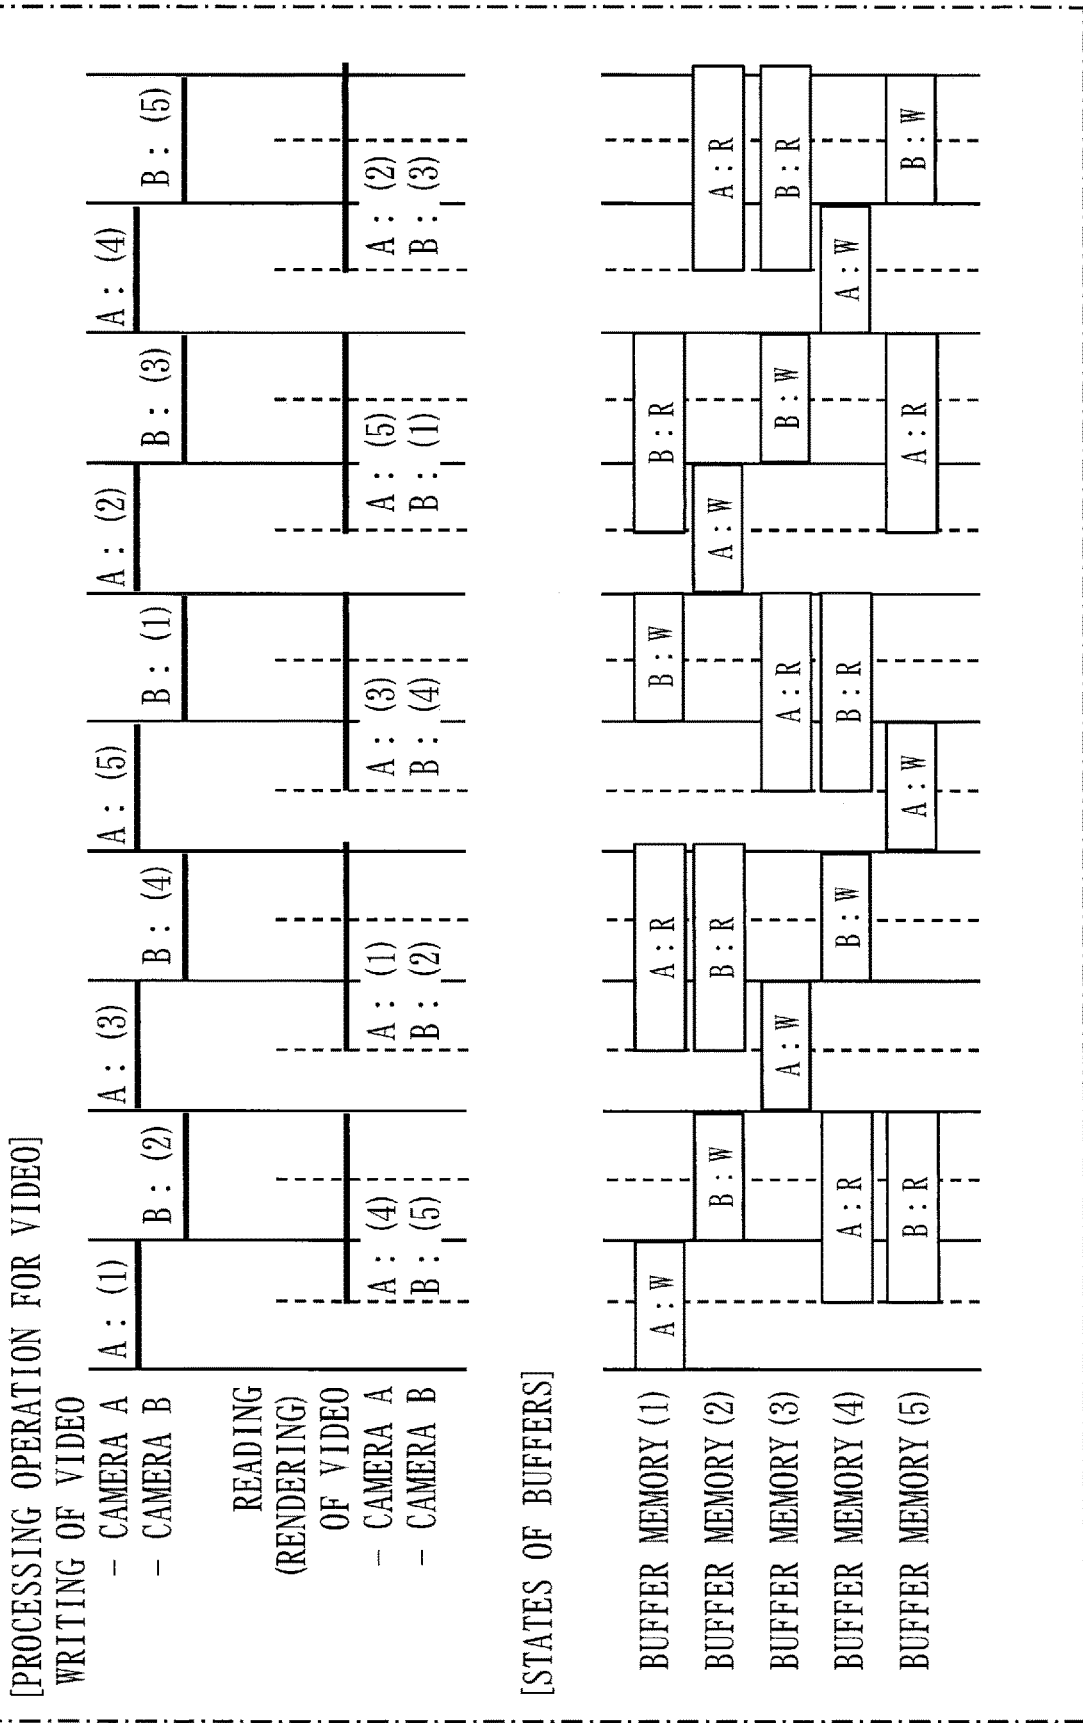 [PROCESSING OPERATION FOR VIDEO]
WRITING OF VIDEO
- CAMERA A
A : (1) A : (3) A : (5) A : (2) A : (4)
- CAMERA B
B : (2) B : (4) B : (1) B : (3) B : (5)
READING
(RENDERING)
OF VIDEO
- CAMERA A
A : (4) A : (1) A : (3) A : (5) A : (2)
- CAMERA B
B : (5) B : (2) B : (4) B : (1) B : (3)
[STATES OF BUFFERS]
BUFFER MEMORY (1) A : W A : R B : W B : R
BUFFER MEMORY (2) B : W B : R A : W A : R
BUFFER MEMORY (3) A : W A : R B : W B : R
BUFFER MEMORY (4) A : R B : W B : R A : W
BUFFER MEMORY (5) B : R A : W A : R B : W